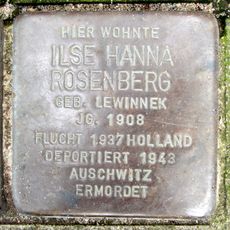 HIER WOHNTE
ILSE HANNA
ROSENBERG
GEB. LEWINNEK
JG. 1908
FLUCHT 1937 HOLLAND
DEPORTIERT 1943
AUSCHWITZ
ERMORDET